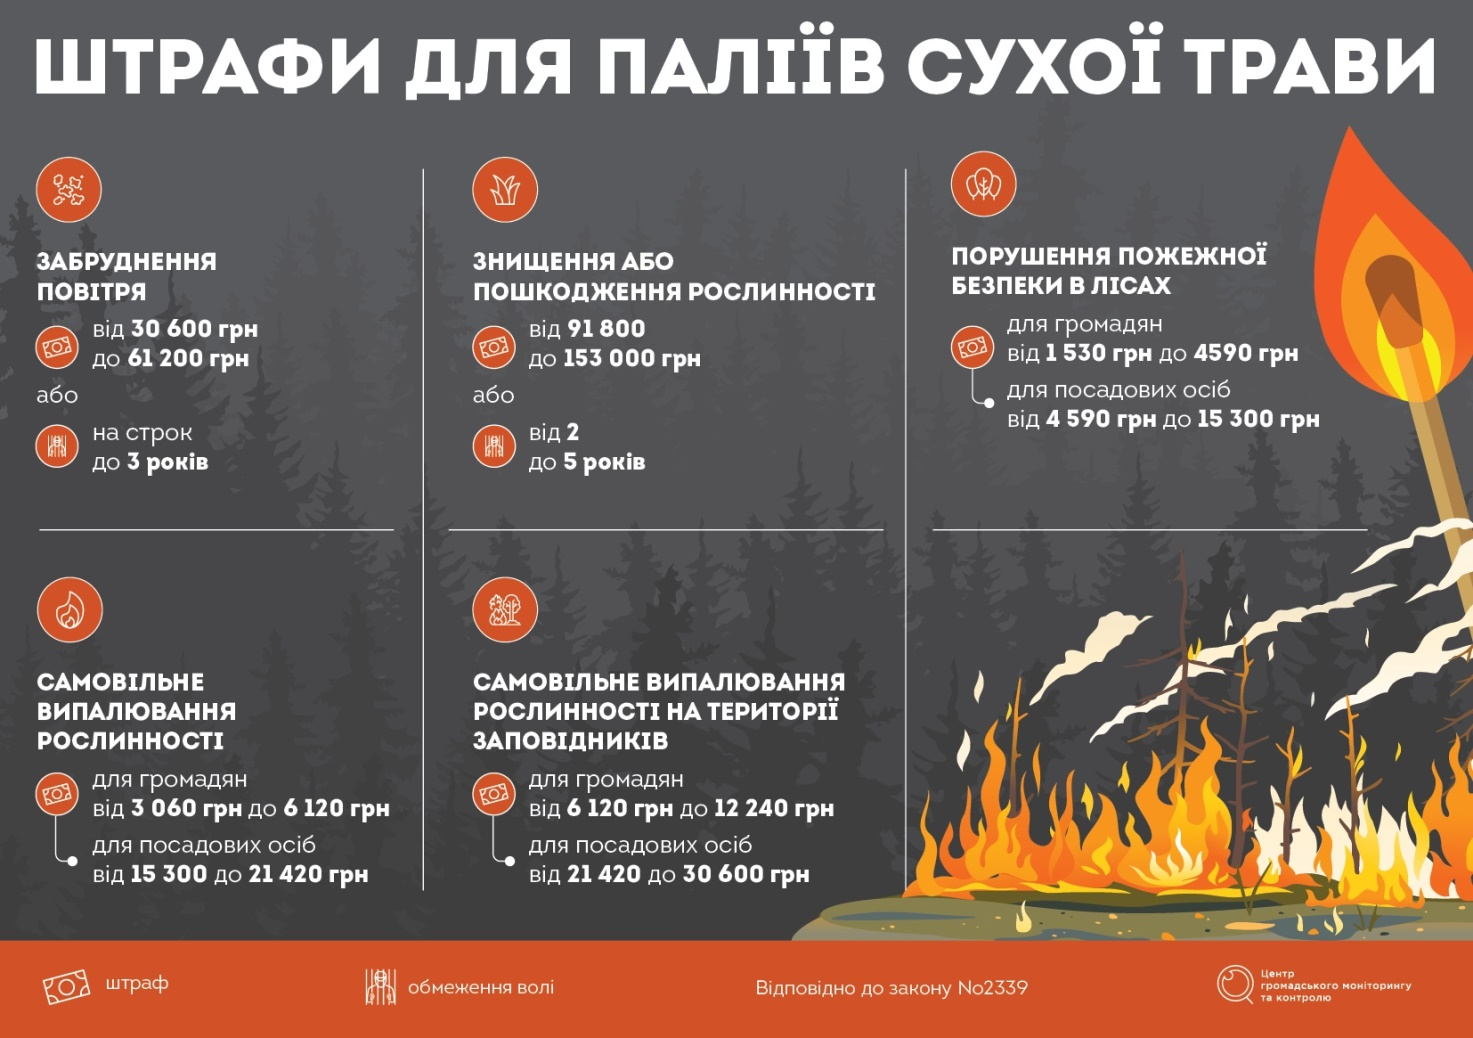 ШТРАФИ ДЛЯ ПАЛІЇВ СУХОЇ ТРАВИ
ЗАБРУДНЕННЯ
ПОВІТРЯ
від 30 600 грн
до 61 200 грн
або
на строк
до 3 років
ЗНИЩЕННЯ АБО
ПОШКОДЖЕННЯ РОСЛИННОСТІ
від 91 800
до 153 000 грн
або
від 2
до 5 років
ПОРУШЕННЯ ПОЖЕЖНОЇ
БЕЗПЕКИ В ЛІСАХ
для громадян
від 1 530 грн до 4590 грн
для посадових осіб
від 4 590 грн до 15 300 грн
САМОВІЛЬНЕ
ВИПАЛЮВАННЯ
РОСЛИННОСТІ
для громадян
від 3 060 грн до 6 120 грн
для посадових осіб
від 15 300 до 21 420 грн
САМОВІЛЬНЕ ВИПАЛЮВАННЯ
РОСЛИННОСТІ НА ТЕРИТОРІЇ
ЗАПОВІДНИКІВ
для громадян
від 6 120 грн до 12 240 грн
для посадових осіб
від 21 420 до 30 600 грн
штраф
обмеження волі
Відповідно до закону No2339
Центр
громадського моніторингу
та контролю